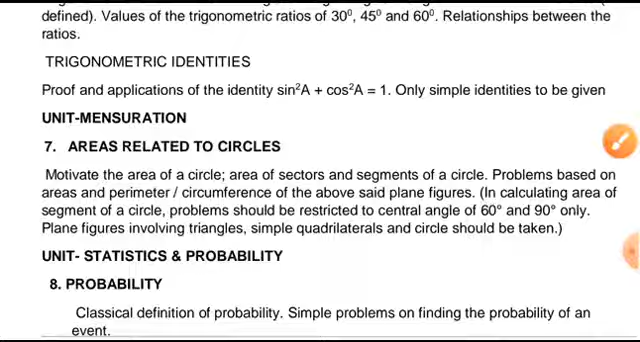 defined). Values of the trigonometric ratios of 30⁰, 45⁰ and 60⁰. Relationships between the
ratios.
TRIGONOMETRIC IDENTITIES
Proof and applications of the identity sin²A + cos²A = 1. Only simple identities to be given
UNIT-MENSURATION
7. AREAS RELATED TO CIRCLES
Motivate the area of a circle; area of sectors and segments of a circle. Problems based on
areas and perimeter / circumference of the above said plane figures. (In calculating area of
segment of a circle, problems should be restricted to central angle of 60° and 90° only.
Plane figures involving triangles, simple quadrilaterals and circle should be taken.)
UNIT- STATISTICS & PROBABILITY
8. PROBABILITY
Classical definition of probability. Simple problems on finding the probability of an
event.